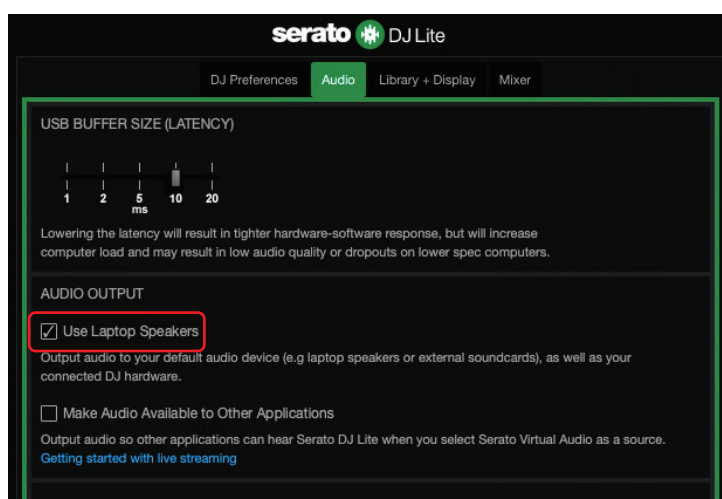 serato DJ Lite
DJ Preferences Audio Library + Display Mixer
USB BUFFER SIZE (LATENCY)
1 2 5 10 20
ms
Lowering the latency will result in tighter hardware-software response, but will increase
computer load and may result in low audio quality or dropouts on lower spec computers.
AUDIO OUTPUT
Use Laptop Speakers
Output audio to your default audio device (e.g laptop speakers or external soundcards), as well as your
connected DJ hardware.
Make Audio Available to Other Applications
Output audio so other applications can hear Serato DJ Lite when you select Serato Virtual Audio as a source.
Getting started with live streaming